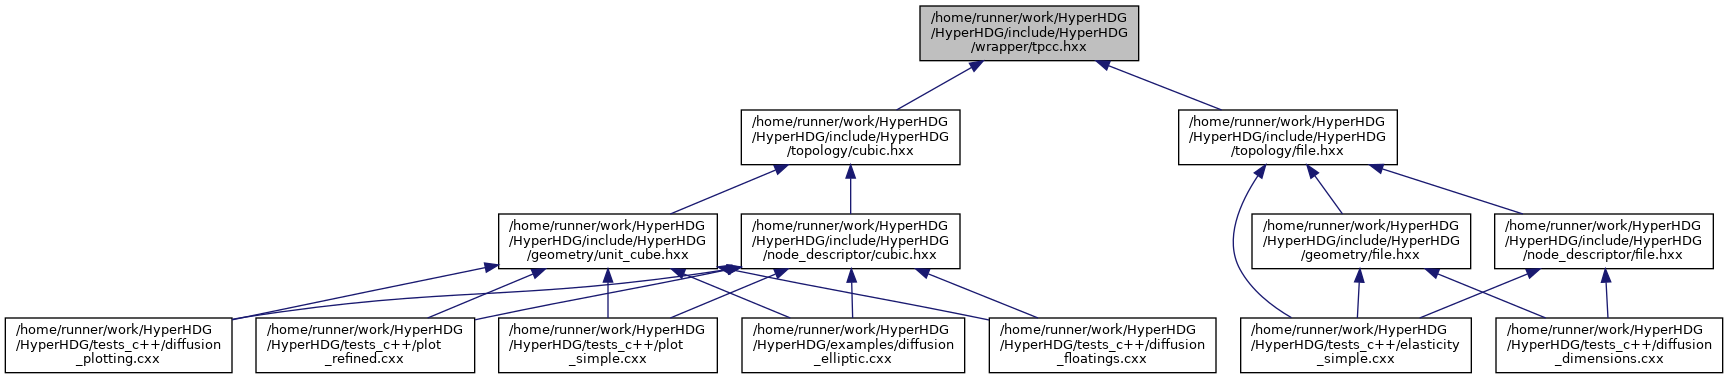 /home/runner/work/HyperHDG
/HyperHDG/include/HyperHDG
/wrapper/tpcc.hxx
/home/runner/work/HyperHDG
/HyperHDG/include/HyperHDG
/topology/cubic.hxx
/home/runner/work/HyperHDG
/HyperHDG/include/HyperHDG
/topology/file.hxx
/home/runner/work/HyperHDG
/HyperHDG/include/HyperHDG
/geometry/unit_cube.hxx
/home/runner/work/HyperHDG
/HyperHDG/include/HyperHDG
/node_descriptor/cubic.hxx
/home/runner/work/HyperHDG
/HyperHDG/include/HyperHDG
/geometry/file.hxx
/home/runner/work/HyperHDG
/HyperHDG/include/HyperHDG
/node_descriptor/file.hxx
/home/runner/work/HyperHDG
/HyperHDG/tests_c++/diffusion
_plotting.cxx
/home/runner/work/HyperHDG
/HyperHDG/tests_c++/plot
_refined.cxx
/home/runner/work/HyperHDG
/HyperHDG/tests_c++/plot
_simple.cxx
/home/runner/work/HyperHDG
/HyperHDG/examples/diffusion
_elliptic.cxx
/home/runner/work/HyperHDG
/HyperHDG/tests_c++/diffusion
_floatings.cxx
/home/runner/work/HyperHDG
/HyperHDG/tests_c++/elasticity
_simple.cxx
/home/runner/work/HyperHDG
/HyperHDG/tests_c++/diffusion
_dimensions.cxx